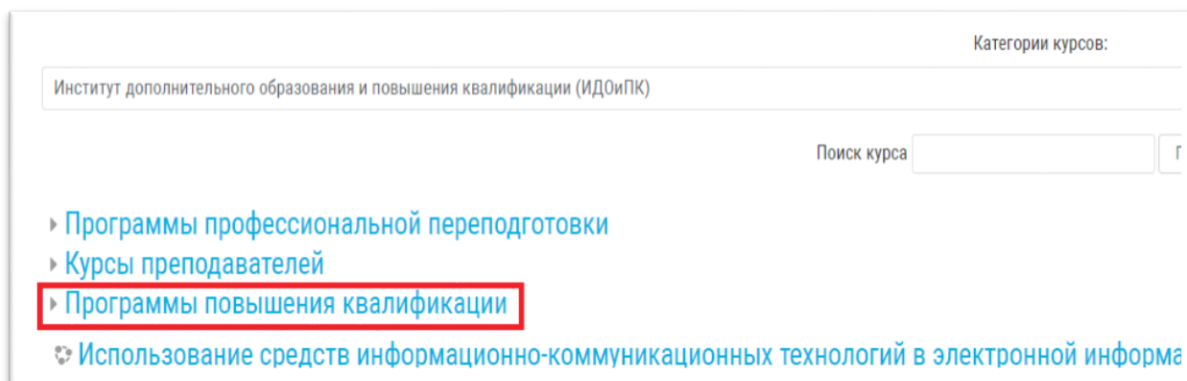 Категории курсов:
Институт дополнительного образования и повышения квалификации (ИДОиПК)
Поиск курса
Программы профессиональной переподготовки
Курсы преподавателей
Программы повышения квалификации
Использование средств информационно-коммуникационных технологий в электронной